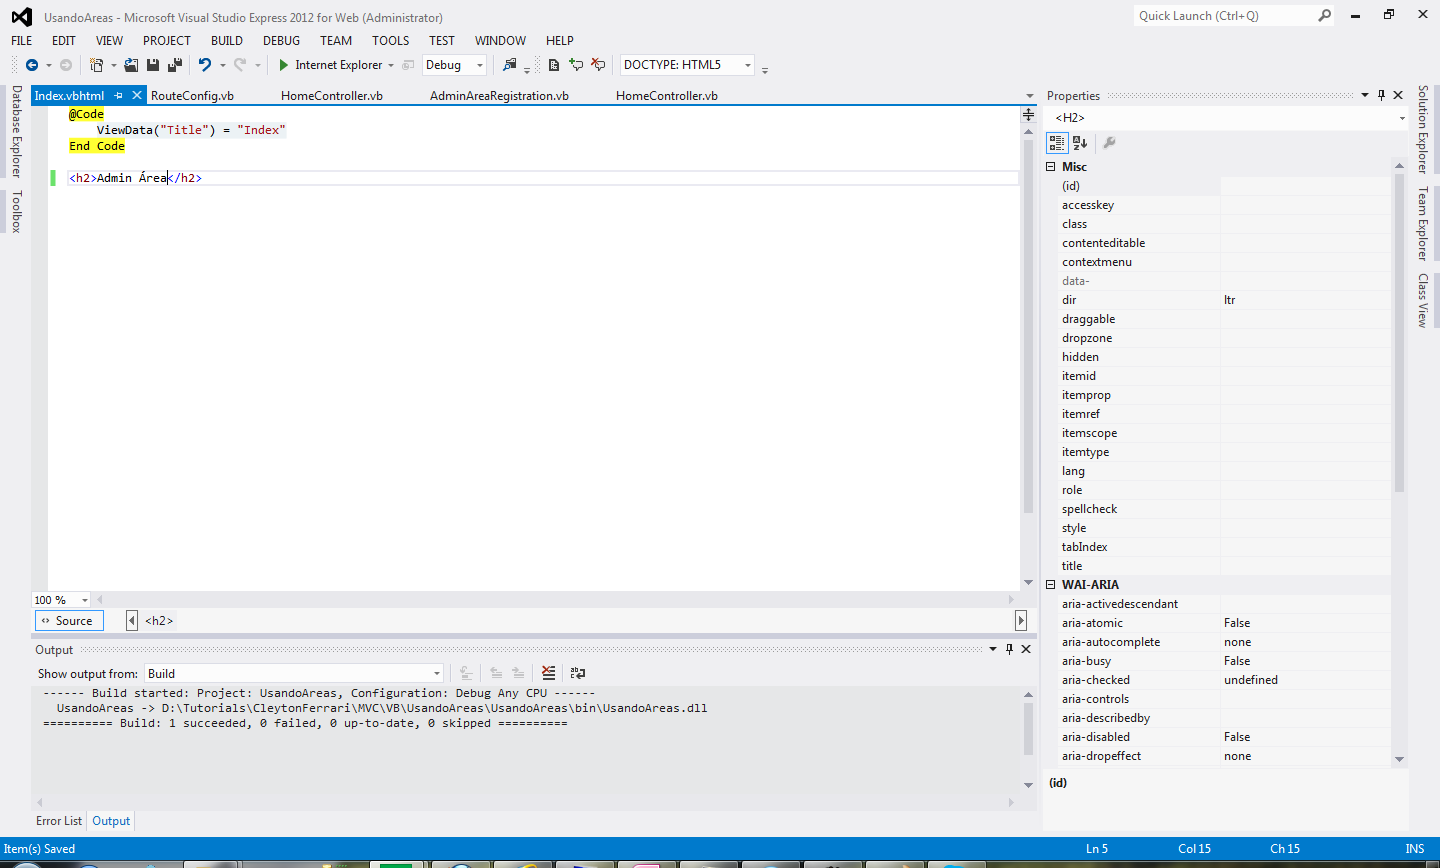 UsandoAreas - Microsoft Visual Studio Express 2012 for Web (Administrator)
Quick Launch (Ctrl+Q)
FILE EDIT VIEW PROJECT BUILD DEBUG TEAM TOOLS TEST WINDOW HELP
Internet Explorer Debug DOCTYPE: HTML5
Database Explorer
Toolbox
Index.vbhtml RouteConfig.vb HomeController.vb AdminAreaRegistration.vb HomeController.vb
@Code
ViewData("Title") = "Index"
End Code
<h2>Admin Área</h2>
100 %
Source <h2>
Output
Show output from: Build
------ Build started: Project: UsandoAreas, Configuration: Debug Any CPU ------
UsandoAreas -> D:\Tutorials\CleytonFerrari\MVC\VB\UsandoAreas\UsandoAreas\bin\UsandoAreas.dll
========== Build: 1 succeeded, 0 failed, 0 up-to-date, 0 skipped ==========
Error List Output
Properties
<H2>
Misc
(id)
accesskey
class
contenteditable
contextmenu
data-
dir ltr
draggable
dropzone
hidden
itemid
itemprop
itemref
itemscope
itemtype
lang
role
spellcheck
style
tabIndex
title
WAI-ARIA
aria-activedescendant
aria-atomic False
aria-autocomplete none
aria-busy False
aria-checked undefined
aria-controls
aria-describedby
aria-disabled False
aria-dropeffect none
(id)
Solution Explorer
Team Explorer
Class View
Item(s) Saved Ln 5 Col 15 Ch 15 INS